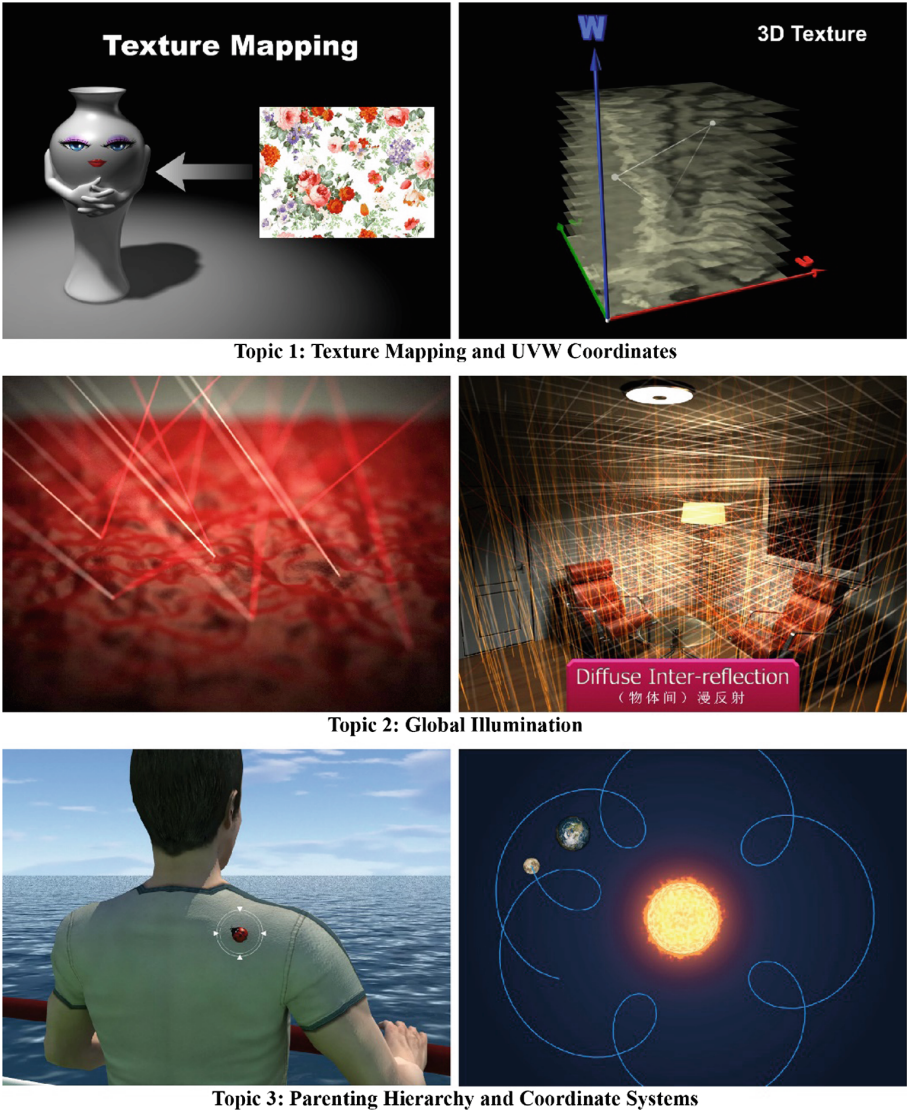 Texture Mapping
W
3D Texture
U
Topic 1: Texture Mapping and UVW Coordinates
Diffuse Inter-reflection
（物体间）漫反射
Topic 2: Global Illumination
Topic 3: Parenting Hierarchy and Coordinate Systems